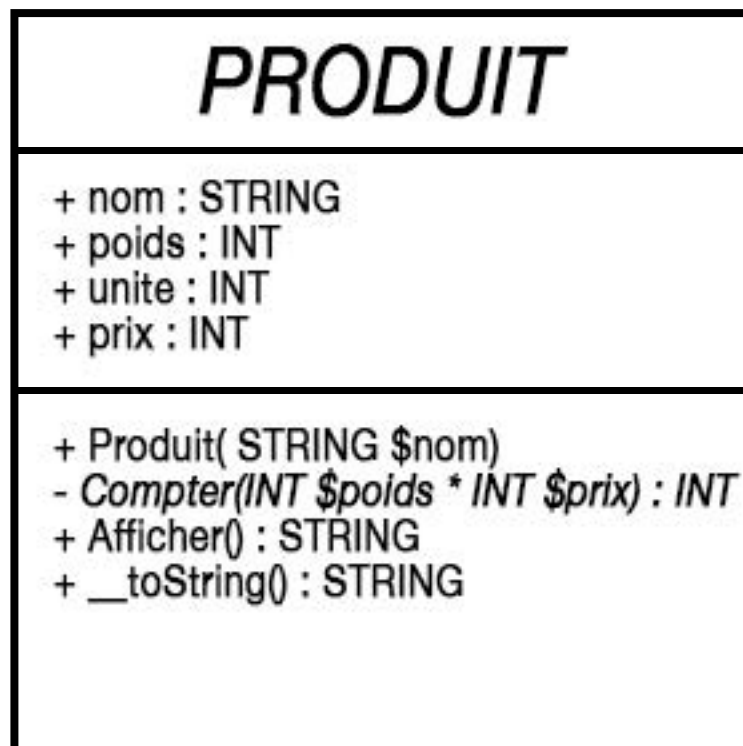 PRODUIT
+ nom : STRING
+ poids : INT
+ unite : INT
+ prix : INT
+ Produit( STRING $nom)
- Compter(INT $poids * INT $prix) : INT
+ Afficher() : STRING
+ __toString() : STRING